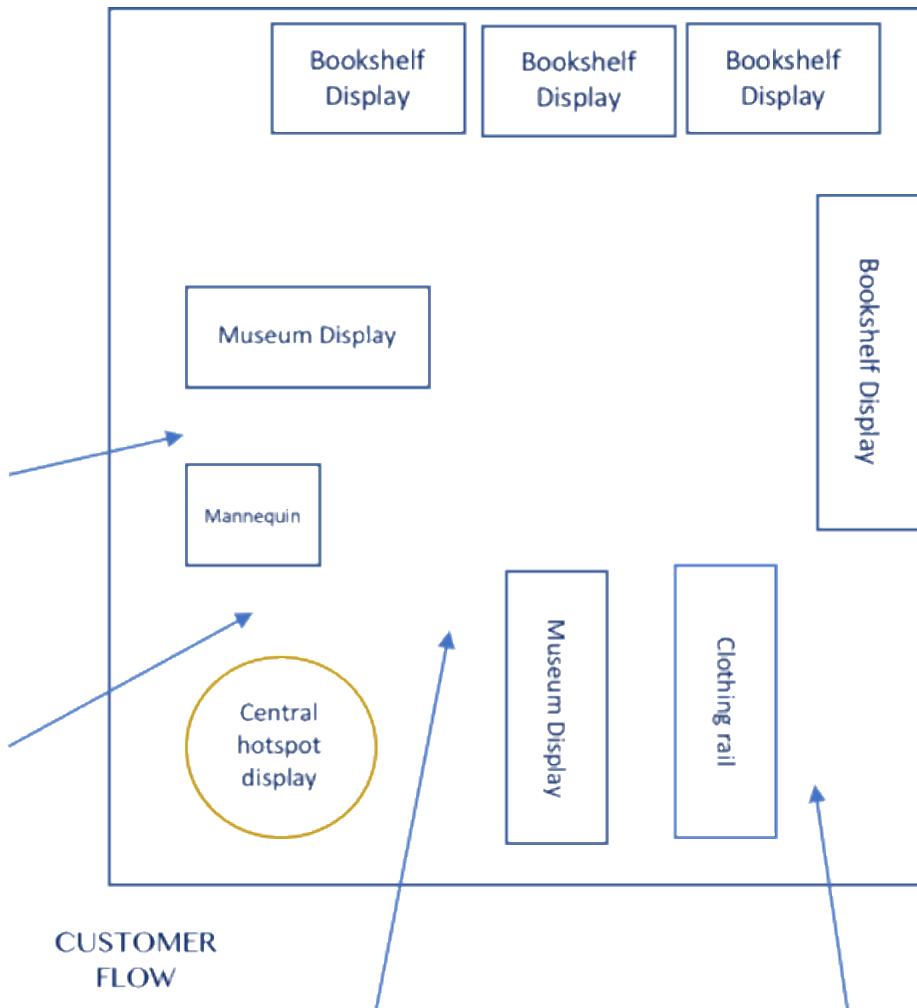 Bookshelf
Display
Bookshelf
Display
Bookshelf
Display
Bookshelf Display
Museum Display
Mannequin
Museum Display
Clothing rail
Central
hotspot
display
CUSTOMER
FLOW